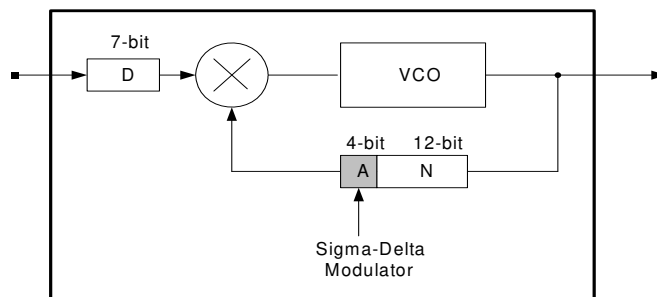 7-bit
D
VCO
4-bit 12-bit
A N
Sigma-Delta
Modulator